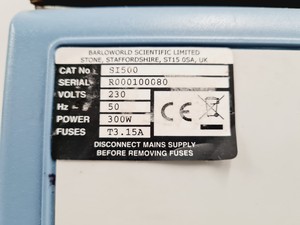 BARLOWORLD SCIENTIFIC LIMITED
STONE, STAFFORDSHIRE, ST15 0SA, UK
CAT No SI500
SERIAL R000100080
VOLTS 230
Hz ~ 50
POWER 300W
FUSES T3.15A
CE
DISCONNECT MAINS SUPPLY
BEFORE REMOVING FUSES